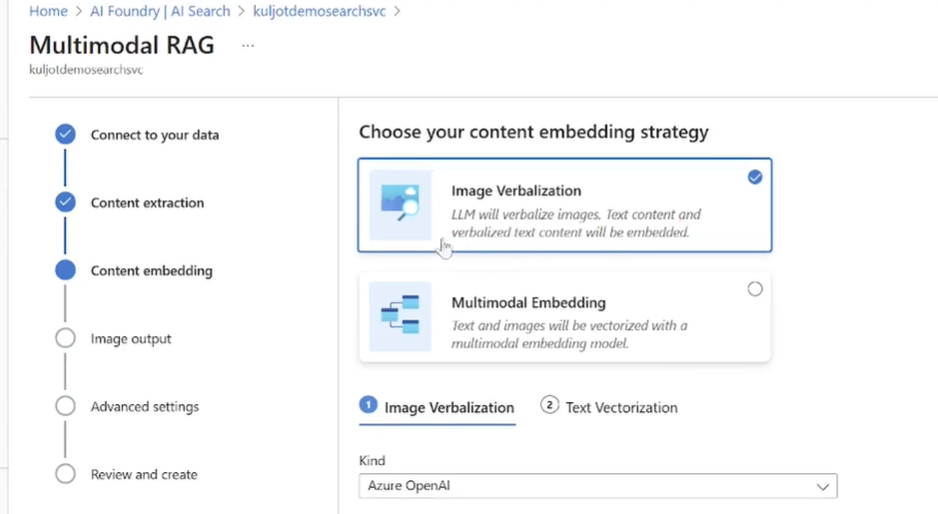 Home > AI Foundry | AI Search > kuljotdemosearchsvc >
Multimodal RAG ...
kuljotdemosearchsvc
Connect to your data
Content extraction
Content embedding
Image output
Advanced settings
Review and create
Choose your content embedding strategy
Image Verbalization
LLM will verbalize images. Text content and
verbalized text content will be embedded.
Multimodal Embedding
Text and images will be vectorized with a
multimodal embedding model.
1 Image Verbalization 2 Text Vectorization
Kind
Azure OpenAI